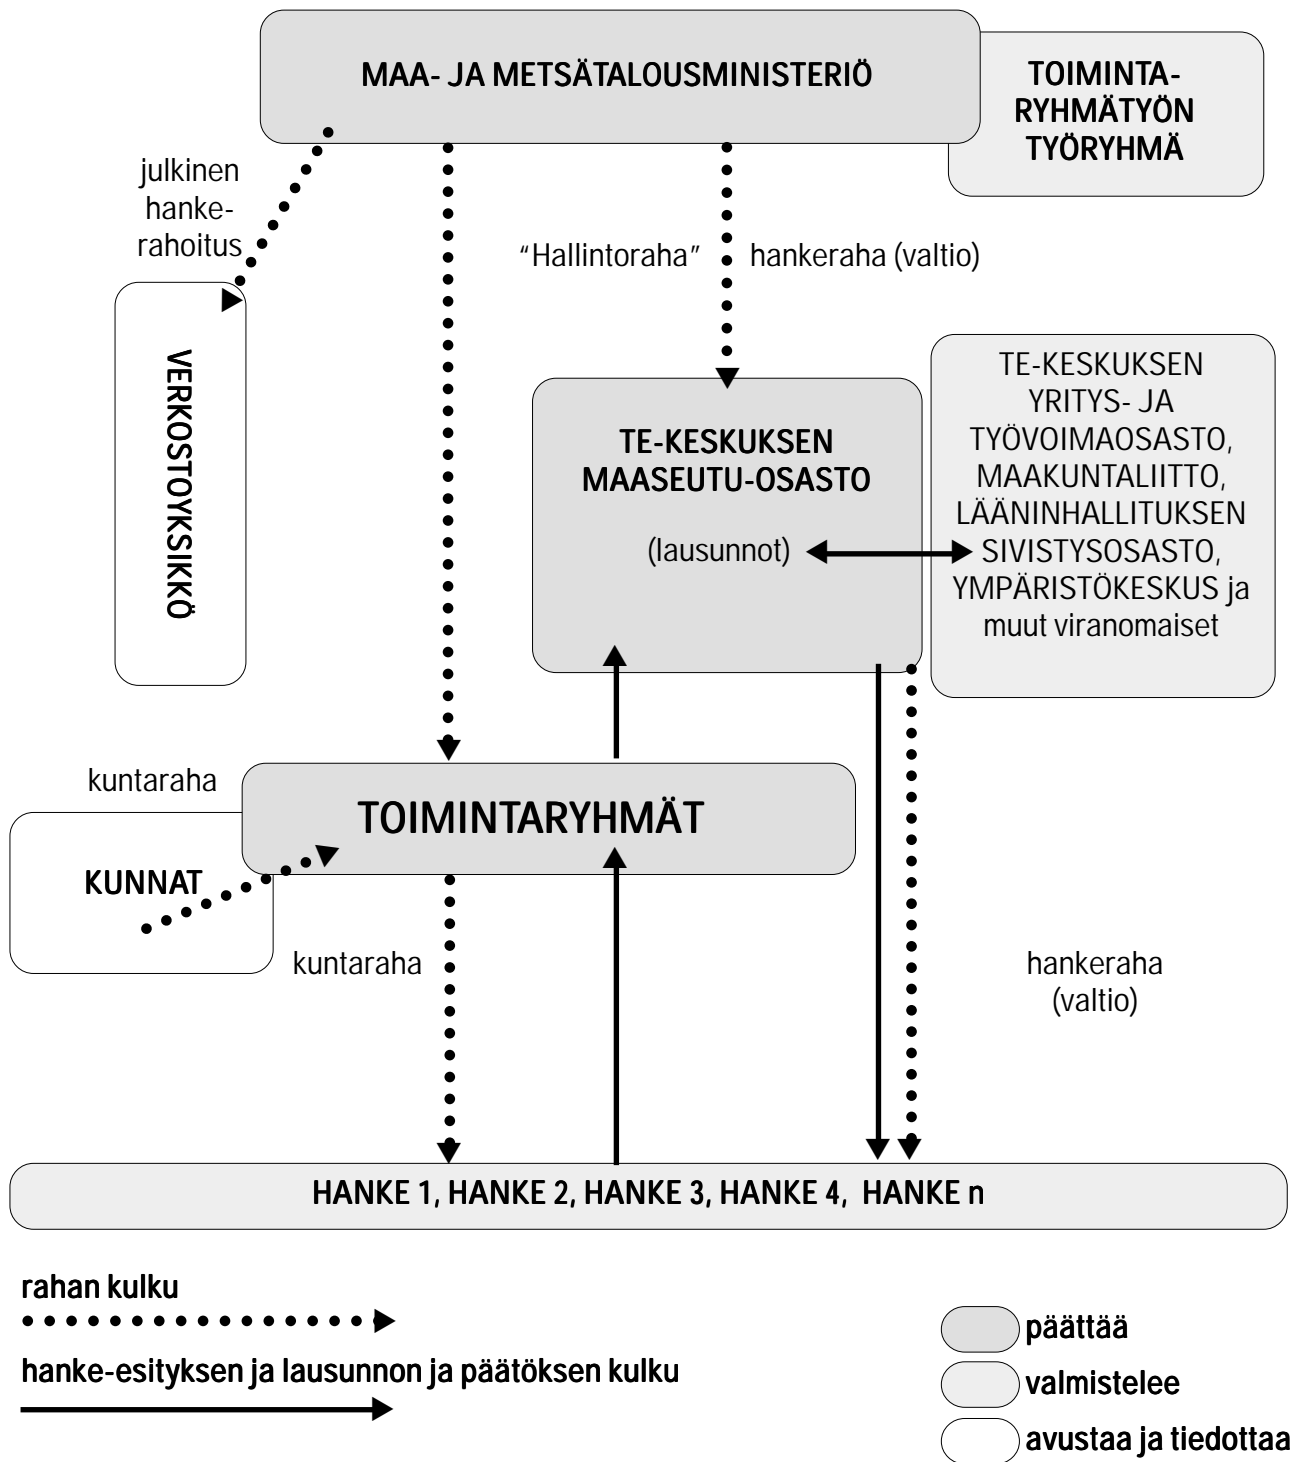 MAA- JA METSÄTALOUSMINISTERIÖ
TOIMINTA-
RYHMÄTYÖN
TYÖRYHMÄ
julkinen
hanke-
rahoitus
“Hallintoraha”
hankeraha (valtio)
VERKOSTOYKSIKKÖ
TE-KESKUKSEN
MAASEUTU-OSASTO
(lausunnot)
TE-KESKUKSEN
YRITYS- JA
TYÖVOIMAOSASTO,
MAAKUNTALIITTO,
LÄÄNINHALLITUKSEN
SIVISTYSOSASTO,
YMPÄRISTÖKESKUS ja
muut viranomaiset
kuntaraha
TOIMINTARYHMÄT
KUNNAT
kuntaraha
hankeraha
(valtio)
HANKE 1, HANKE 2, HANKE 3, HANKE 4, HANKE n
rahan kulku
hanke-esityksen ja lausunnon ja päätöksen kulku
päättää
valmistelee
avustaa ja tiedottaa